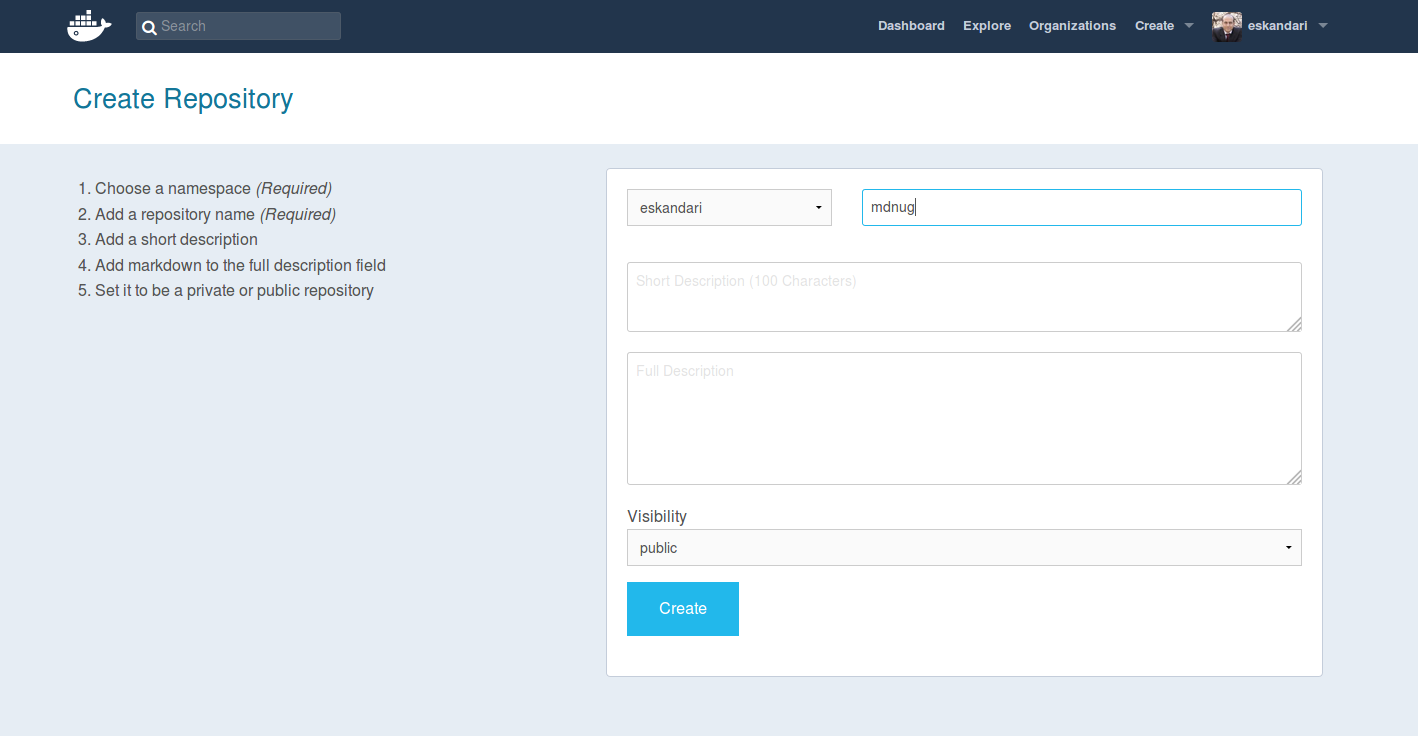 Search
Dashboard Explore Organizations Create eskandari
Create Repository
1. Choose a namespace (Required)
2. Add a repository name (Required)
3. Add a short description
4. Add markdown to the full description field
5. Set it to be a private or public repository
eskandari
mdnug
Short Description (100 Characters)
Full Description
Visibility
public
Create